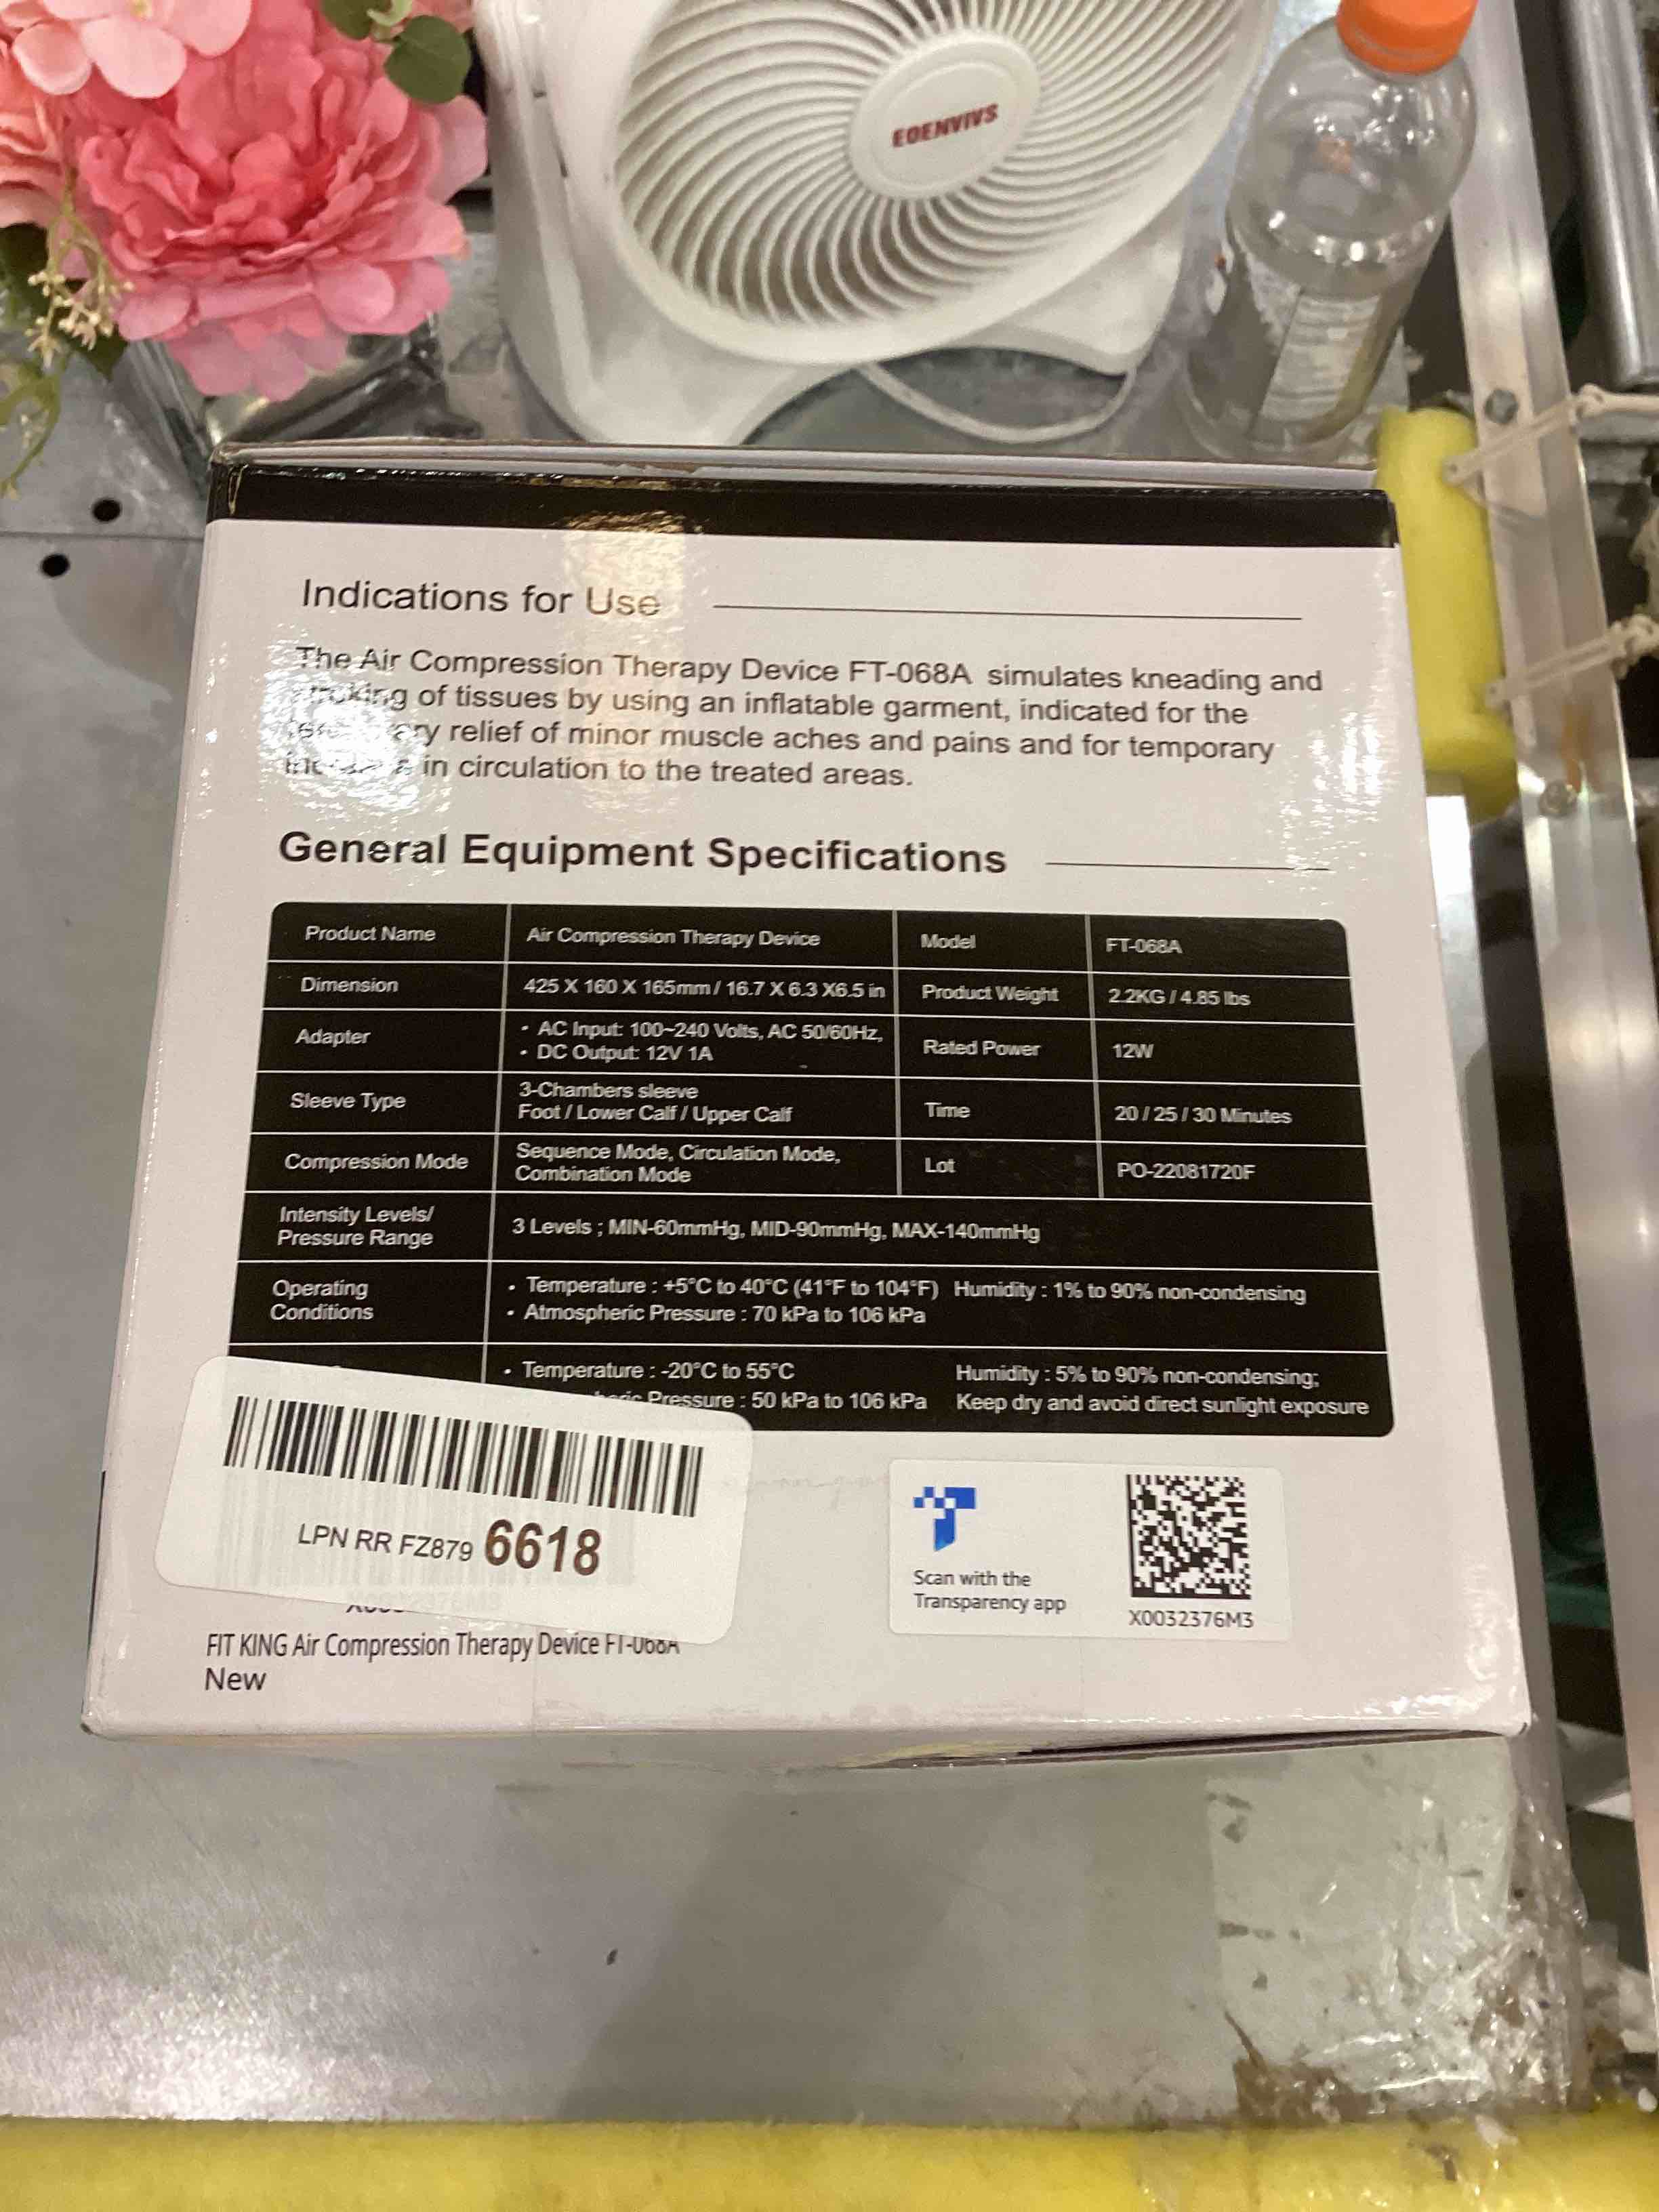 EOENVIVS
Indications for Use
The Air Compression Therapy Device FT-068A simulates kneading and
of tissues by using an inflatable garment, indicated for the
relief of minor muscle aches and pains and for temporary
in circulation to the treated areas.
General Equipment Specifications
Product Name Air Compression Therapy Device Model FT-068A
Dimension 425 X 160 X 165mm / 16.7 X 6.3 X6.5 in Product Weight 2.2KG / 4.85 lbs
Adapter • AC Input: 100~240 Volts, AC 50/60Hz,
• DC Output: 12V 1A Rated Power 12W
Sleeve Type 3-Chambers sleeve
Foot / Lower Calf / Upper Calf Time 20 / 25 / 30 Minutes
Compression Mode Sequence Mode, Circulation Mode,
Combination Mode Lot PO-22081720F
Intensity Levels/
Pressure Range 3 Levels ; MIN-60mmHg, MID-90mmHg, MAX-140mmHg
Operating
Conditions • Temperature : +5°C to 40°C (41°F to 104°F) Humidity : 1% to 90% non-condensing
• Atmospheric Pressure : 70 kPa to 106 kPa
• Temperature : -20°C to 55°C Humidity : 5% to 90% non-condensing;
Pressure : 50 kPa to 106 kPa Keep dry and avoid direct sunlight exposure
LPN RR FZ879 6618
Scan with the
Transparency app
X0032376M3
FIT KING Air Compression Therapy Device FT-068A
New